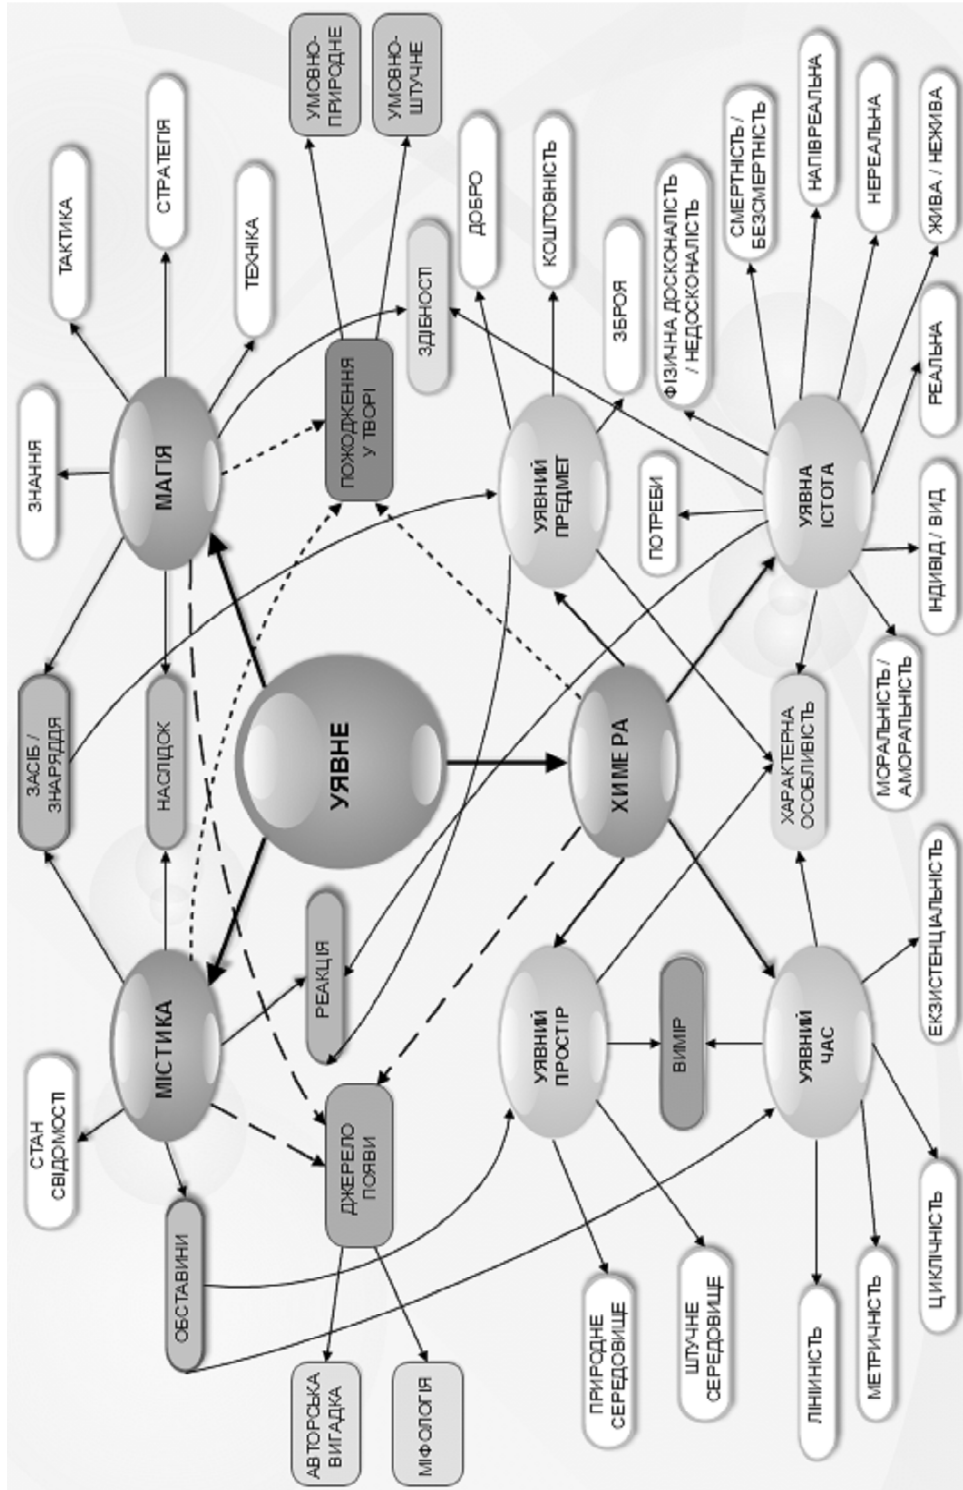 СТАН
СВІДОМОСТІ
ЗАСІБ /
ЗНАРЯДДЯ
ЗНАННЯ
ТАКТИКА
ОБСТАВИНИ
МІСТИКА
НАСЛІДОК
МАГІЯ
СТРАТЕГІЯ
ТЕХНІКА
АВТОРСЬКА
ВИГАДКА
МІФОЛОГІЯ
ДЖЕРЕЛО
ПОЯВИ
РЕАКЦІЯ
УЯВНЕ
ПОЖОДЖЕННЯ
У ТВОРІ
УМОВНО-
ПРИРОДНЕ
УМОВНО-
ШТУЧНЕ
ЗДІБНОСТІ
УЯВНИЙ
ПРОСТІР
ХИМЕРА
УЯВНИЙ
ПРЕДМЕТ
ДОБРО
КОШТОВНІСТЬ
ЗБРОЯ
ПРИРОДНЕ
СЕРЕДОВИЩЕ
ШТУЧНЕ
СЕРЕДОВИЩЕ
ВИМІР
ПОТРЕБИ
ФІЗИЧНА ДОСКОНАЛІСТЬ
/ НЕДОСКОНАЛІСТЬ
СМЕРТНІСТЬ /
БЕЗСМЕРТНІСТЬ
ЛІНІЙНІСТЬ
УЯВНИЙ
ЧАС
ХАРАКТЕРНА
ОСОБЛИВІСТЬ
УЯВНА
ІСТОТА
НАПІВРЕАЛЬНА
МЕТРИЧНІСТЬ
МОРАЛЬНІСТЬ /
АМОРАЛЬНІСТЬ
НЕРЕАЛЬНА
ЦИКЛІЧНІСТЬ
ЕКЗИСТЕНЦІАЛЬНІСТЬ
ІНДИВІД / ВИД
РЕАЛЬНА
ЖИВА / НЕЖИВА